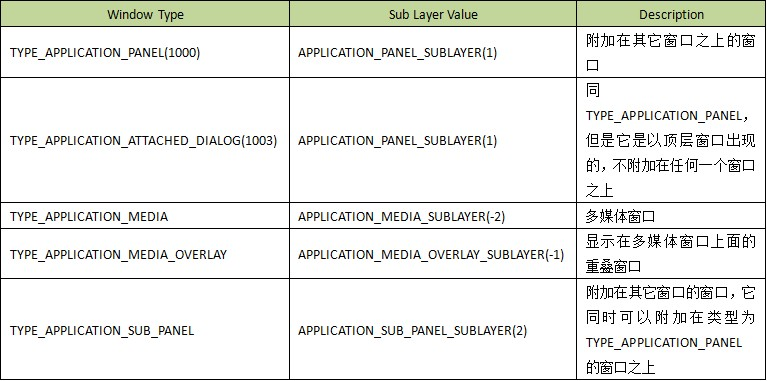 Window Type
Sub Layer Value
Description
TYPE_APPLICATION_PANEL(1000)
APPLICATION_PANEL_SUBLAYER(1)
附加在其它窗口之上的窗
口
TYPE_APPLICATION_ATTACHED_DIALOG(1003)
APPLICATION_PANEL_SUBLAYER(1)
同
TYPE_APPLICATION_PANEL，
但是它是以顶层窗口出现
的，不附加在任何一个窗口
之上
TYPE_APPLICATION_MEDIA
APPLICATION_MEDIA_SUBLAYER(-2)
多媒体窗口
TYPE_APPLICATION_MEDIA_OVERLAY
APPLICATION_MEDIA_OVERLAY_SUBLAYER(-1)
显示在多媒体窗口上面的
重叠窗口
TYPE_APPLICATION_SUB_PANEL
APPLICATION_SUB_PANEL_SUBLAYER(2)
附加在其它窗口的窗口，它
同时可以附加在类型为
TYPE_APPLICATION_PANEL
的窗口之上